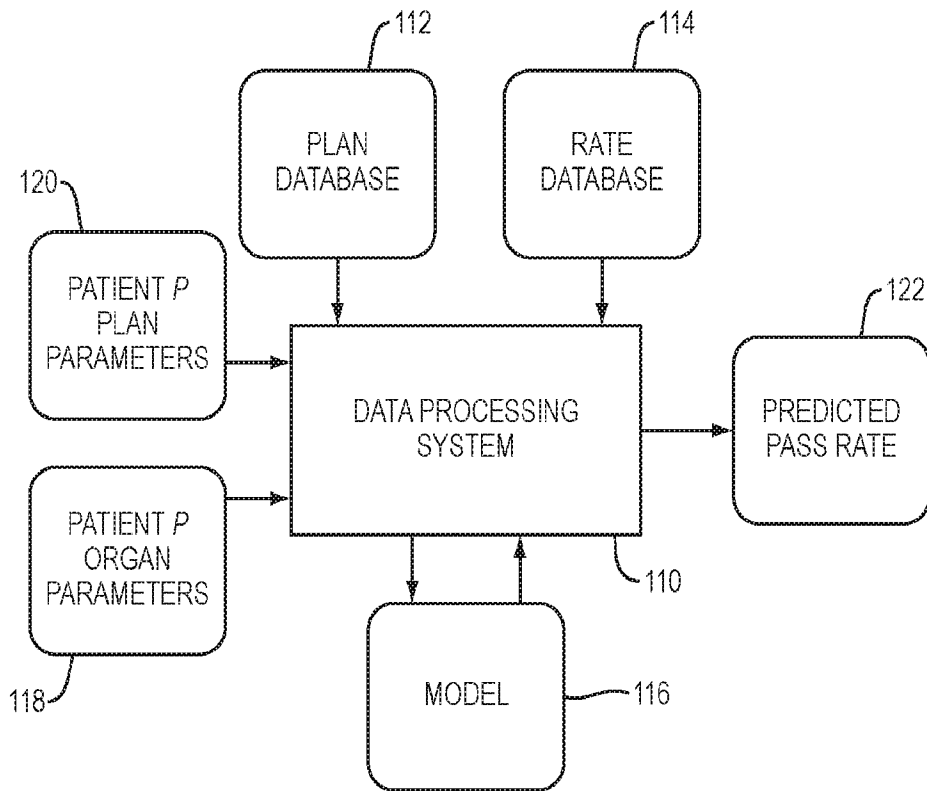 112
114
PLAN
DATABASE
RATE
DATABASE
120
PATIENT P
PLAN
PARAMETERS
122
DATA PROCESSING
SYSTEM
PREDICTED
PASS RATE
PATIENT P
ORGAN
PARAMETERS
110
118
MODEL
116